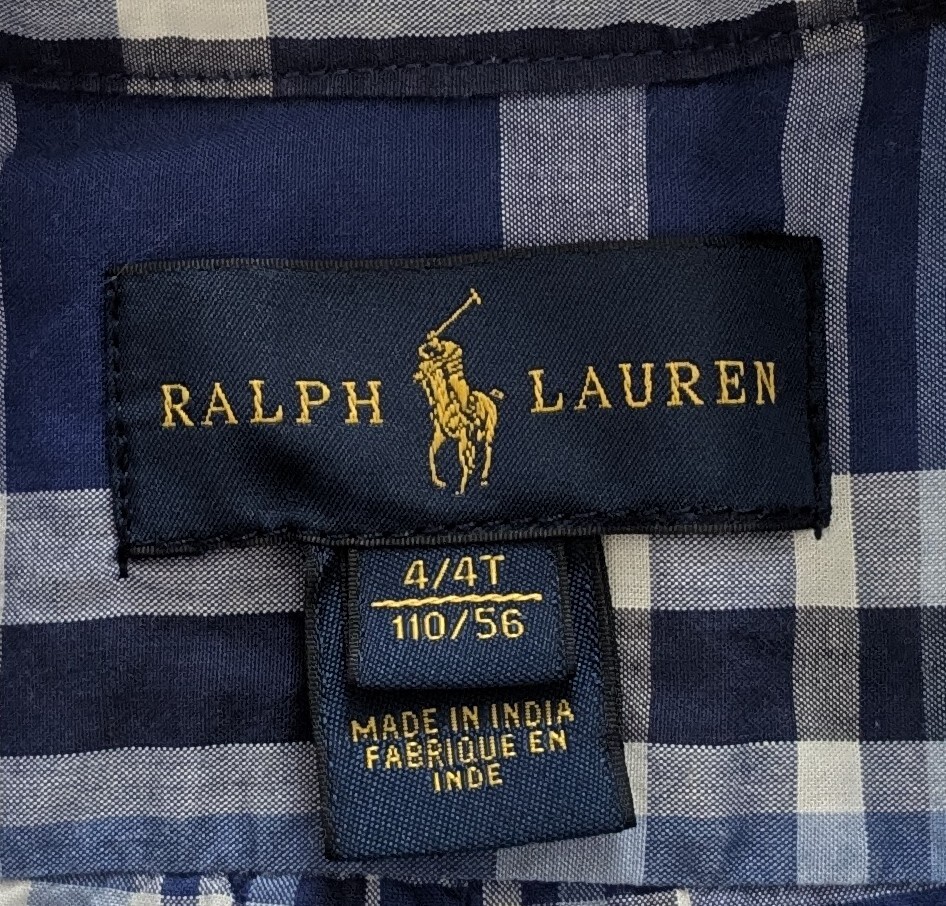 RALPH LAUREN
4/4T
110/56
MADE IN INDIA
FABRIQUE EN
INDE